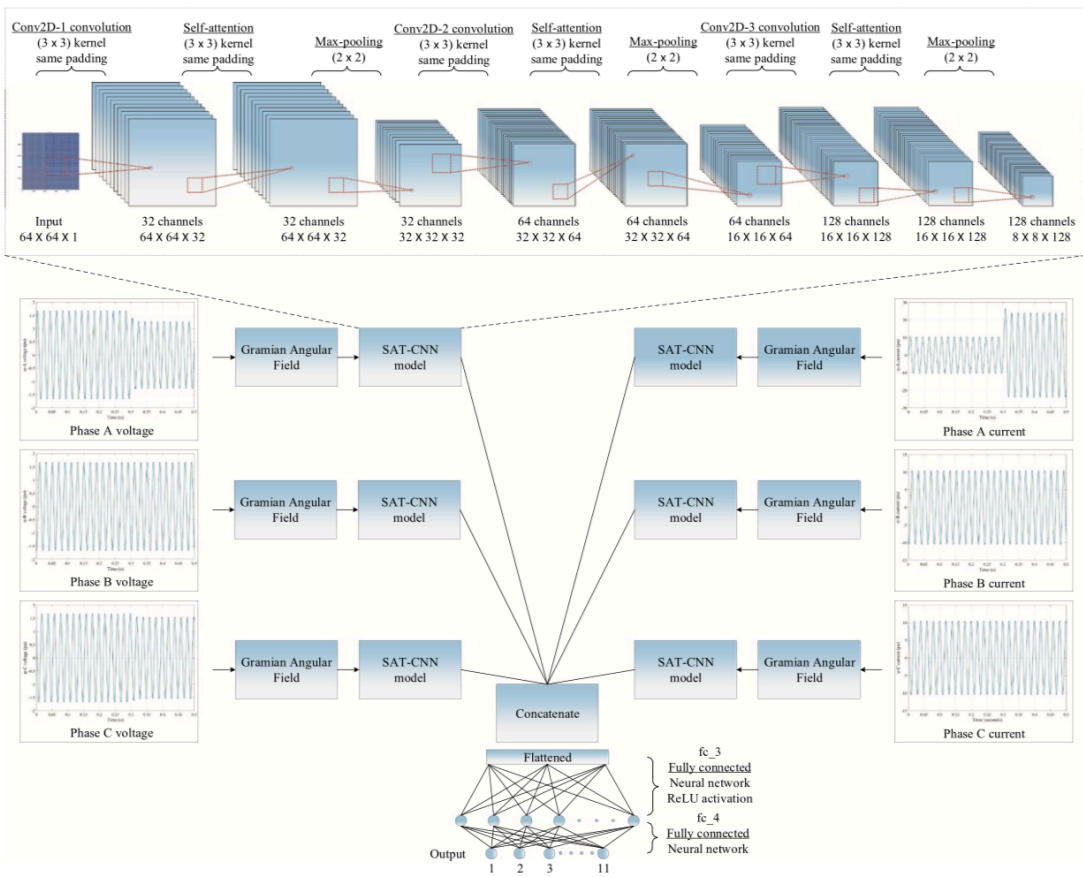 Conv2D-1 convolution
(3 x 3) kernel
same padding
Self-attention
(3 x 3) kernel
same padding
Max-pooling
(2 x 2)
Conv2D-2 convolution
(3 x 3) kernel
same padding
Self-attention
(3 x 3) kernel
same padding
Max-pooling
(2 x 2)
Conv2D-3 convolution
(3 x 3) kernel
same padding
Self-attention
(3 x 3) kernel
same padding
Max-pooling
(2 x 2)
Input
64 X 64 X 1
32 channels
64 X 64 X 32
32 channels
64 X 64 X 32
32 channels
32 X 32 X 32
64 channels
32 X 32 X 64
64 channels
32 X 32 X 64
64 channels
16 X 16 X 64
128 channels
16 X 16 X 128
128 channels
16 X 16 X 128
128 channels
8 X 8 X 128
Time (s)
Phase A voltage
Gramian Angular
Field
SAT-CNN
model
SAT-CNN
model
Gramian Angular
Field
Time (s)
Phase A current
Time (s)
Phase B voltage
Gramian Angular
Field
SAT-CNN
model
SAT-CNN
model
Gramian Angular
Field
Time (s)
Phase B current
Time (s)
Phase C voltage
Gramian Angular
Field
SAT-CNN
model
SAT-CNN
model
Gramian Angular
Field
Time (seconds)
Phase C current
Concatenate
Flattened
fc_3
Fully connected
Neural network
ReLU activation
fc_4
Fully connected
Neural network
Output
1 2 3 11